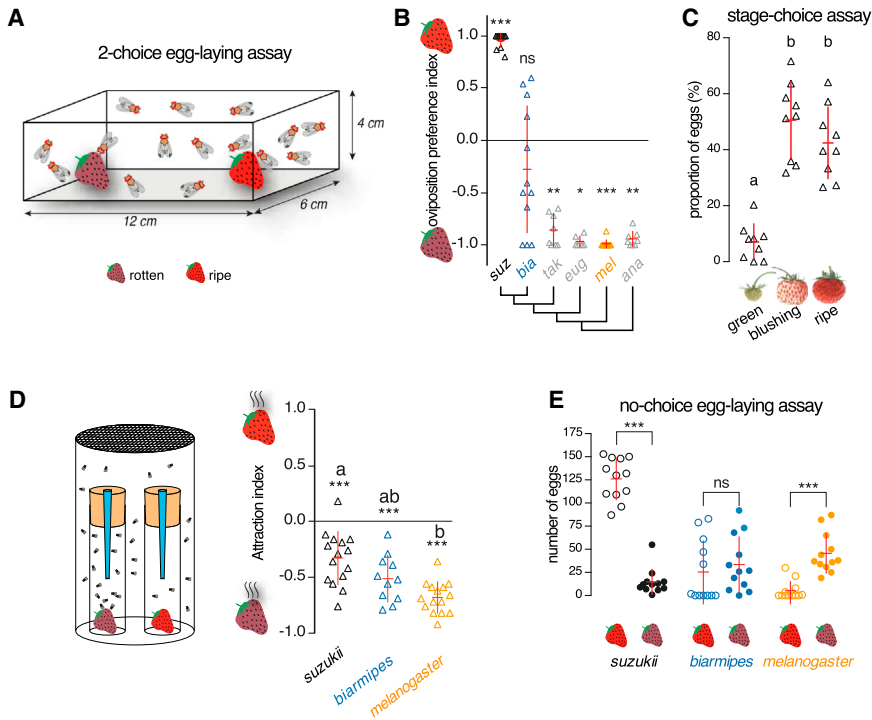 A
2-choice egg-laying assay
4 cm
6 cm
12 cm
rotten
ripe
B
oviposition preference index
1.0
0.5
0.0
-0.5
-1.0
***
ns
**
*
***
**
suz
bia
tak
eug
mel
ana
C
stage-choice assay
proportion of eggs (%)
80
60
40
20
0
a
b
b
green
blushing
ripe
D
Attraction index
1.0
0.5
0.0
-0.5
-1.0
a
***
ab
***
b
***
suzukii
biarmipes
melanogaster
E
no-choice egg-laying assay
number of eggs
175
150
125
100
75
50
25
0
***
ns
***
suzukii
biarmipes
melanogaster